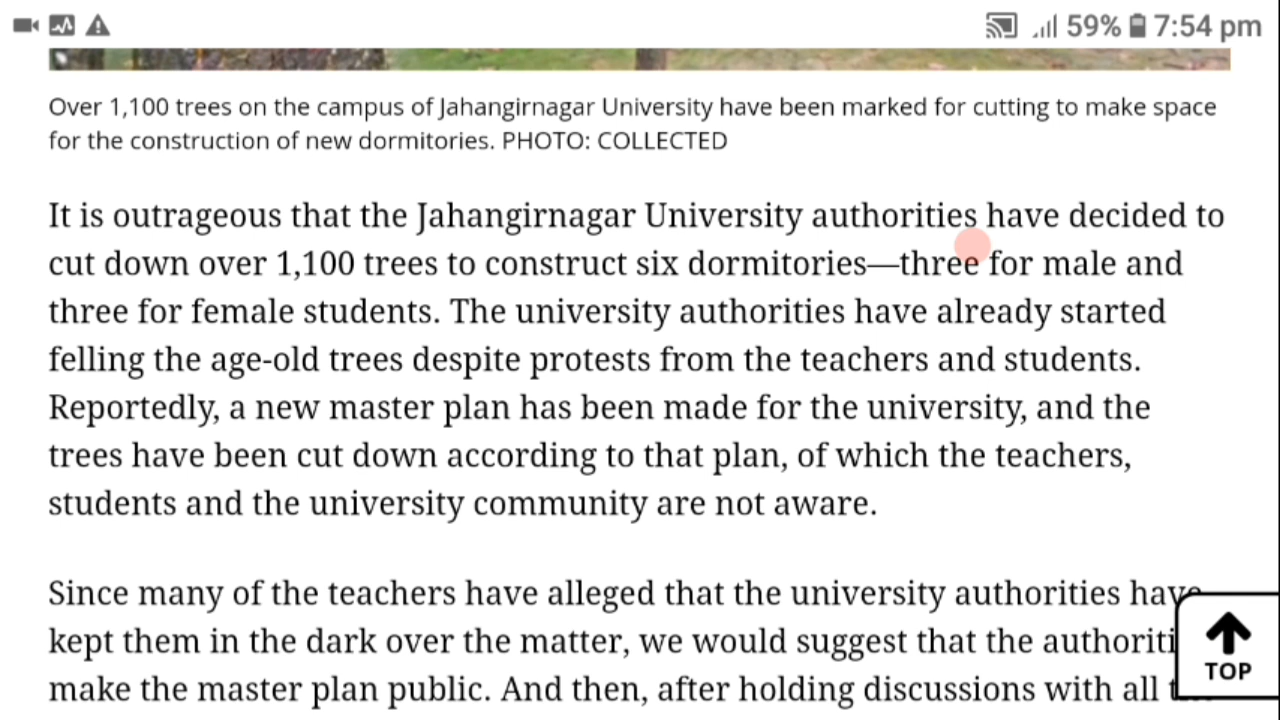 59% 7:54 pm
Over 1,100 trees on the campus of Jahangirnagar University have been marked for cutting to make space
for the construction of new dormitories. PHOTO: COLLECTED
It is outrageous that the Jahangirnagar University authorities have decided to
cut down over 1,100 trees to construct six dormitories—three for male and
three for female students. The university authorities have already started
felling the age-old trees despite protests from the teachers and students.
Reportedly, a new master plan has been made for the university, and the
trees have been cut down according to that plan, of which the teachers,
students and the university community are not aware.
Since many of the teachers have alleged that the university authorities have
kept them in the dark over the matter, we would suggest that the authoriti
make the master plan public. And then, after holding discussions with all
TOP